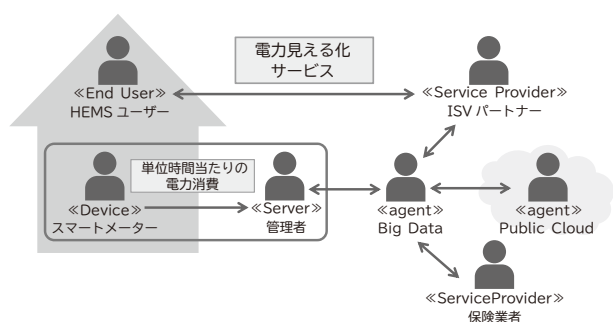 電力見える化
サービス
≪End User≫
HEMS ユーザー
≪Service Provider≫
ISV パートナー
単位時間当たりの
電力消費
≪Device≫
スマートメーター
≪Server≫
管理者
≪agent≫
Big Data
≪agent≫
Public Cloud
≪ServiceProvider≫
保険業者